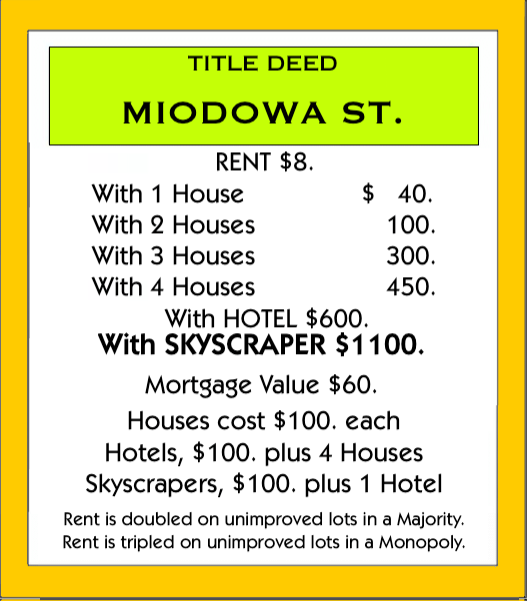 TITLE DEED
MIODOWA ST.
RENT $8.
With 1 House $ 40.
With 2 Houses 100.
With 3 Houses 300.
With 4 Houses 450.
With HOTEL $600.
With SKYSCRAPER $1100.
Mortgage Value $60.
Houses cost $100. each
Hotels, $100. plus 4 Houses
Skyscrapers, $100. plus 1 Hotel
Rent is doubled on unimproved lots in a Majority.
Rent is tripled on unimproved lots in a Monopoly.